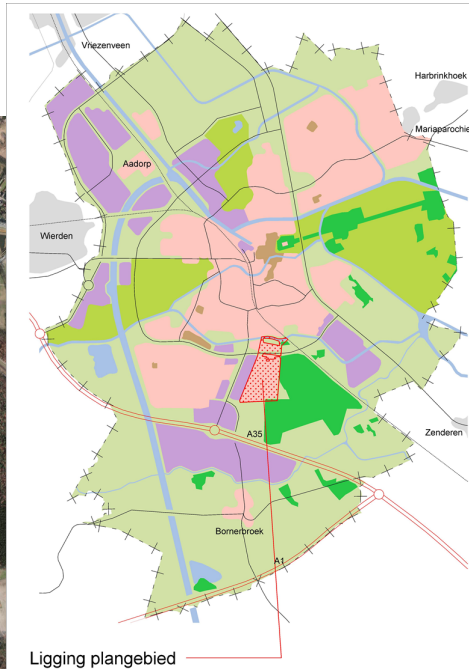 Vriezenveen
Harbrinkhoek
Mariaparochie
Aadorp
Wierden
A35
Zenderen
Bornerbroek
A1
Ligging plangebied